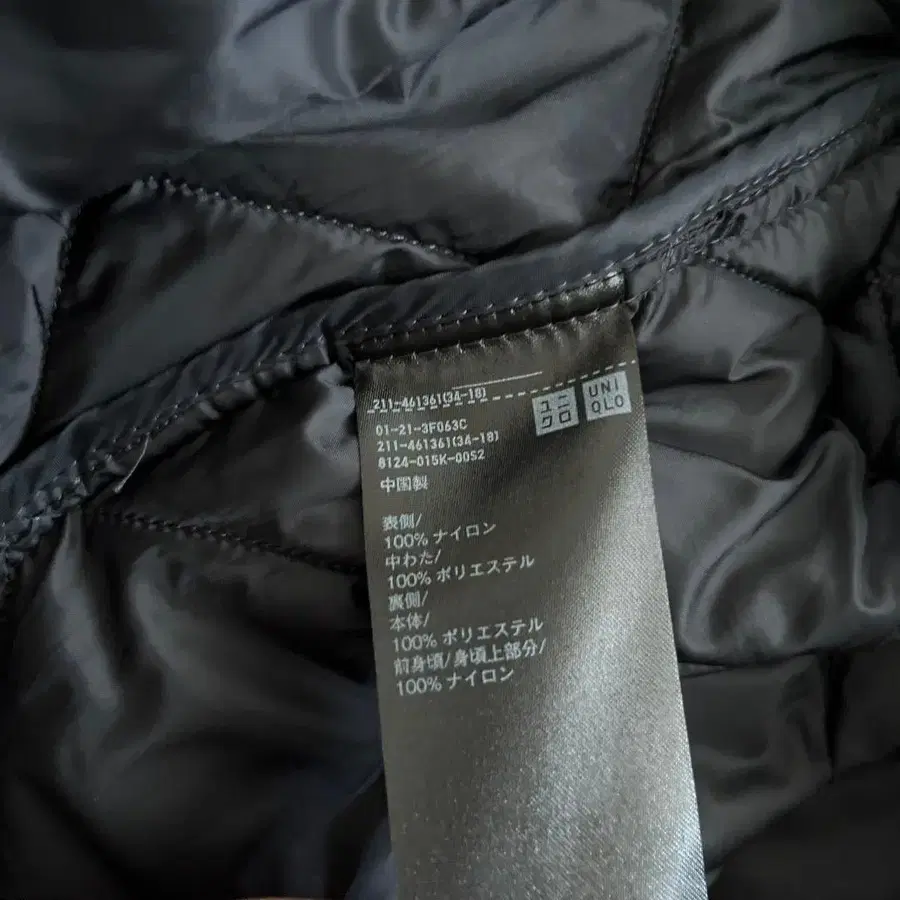 211-461361(34-18)
ユニ
クロ
UNI
QLO
01-21-3F063C
211-461361(34-18)
8124-015K-00S2
中国製
表側/
100% ナイロン
中わた/
100% ポリエステル
裏側/
本体/
100% ポリエステル
前身頃/身頃上部分/
100% ナイロン